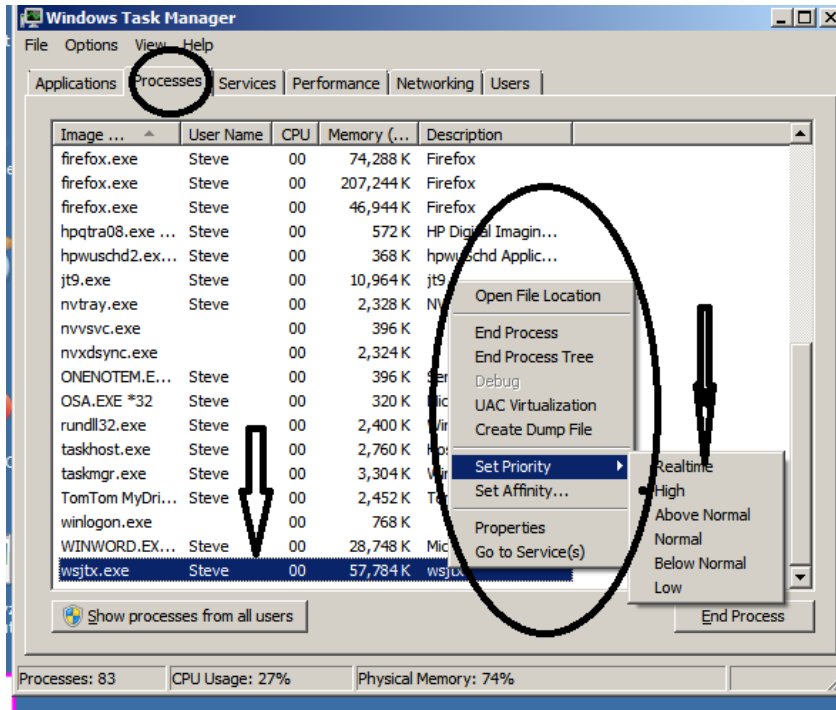 Windows Task Manager
File Options View Help
Applications Processes Services Performance Networking Users
Image ... User Name CPU Memory (... Description
firefox.exe Steve 00 74,288 K Firefox
firefox.exe Steve 00 207,244 K Firefox
firefox.exe Steve 00 46,944 K Firefox
hpqtra08.exe ... Steve 00 572 K HP Digital Imagin...
hpwuschd2.ex... Steve 00 368 K hpwuSchd Applic...
jt9.exe Steve 00 10,964 K jt9
nvtray.exe Steve 00 2,328 K
nvvsvc.exe 00 396 K
nvxdsync.exe 00 2,324 K
ONENOTEM.E... Steve 00 396 K
OSA.EXE *32 Steve 00 320 K
rundll32.exe Steve 00 2,400 K
taskhost.exe Steve 00 2,760 K
taskmgr.exe Steve 00 3,304 K
TomTom MyDri... Steve 00 2,452 K
winlogon.exe 00 768 K
WINWORD.EX... Steve 00 28,748 K Mic
wsjtx.exe Steve 00 57,784 K wsjtx
Open File Location
End Process
End Process Tree
Debug
UAC Virtualization
Create Dump File
Set Priority
Set Affinity...
Properties
Go to Service(s)
Realtime
High
Above Normal
Normal
Below Normal
Low
Show processes from all users End Process
Processes: 83 CPU Usage: 27% Physical Memory: 74%